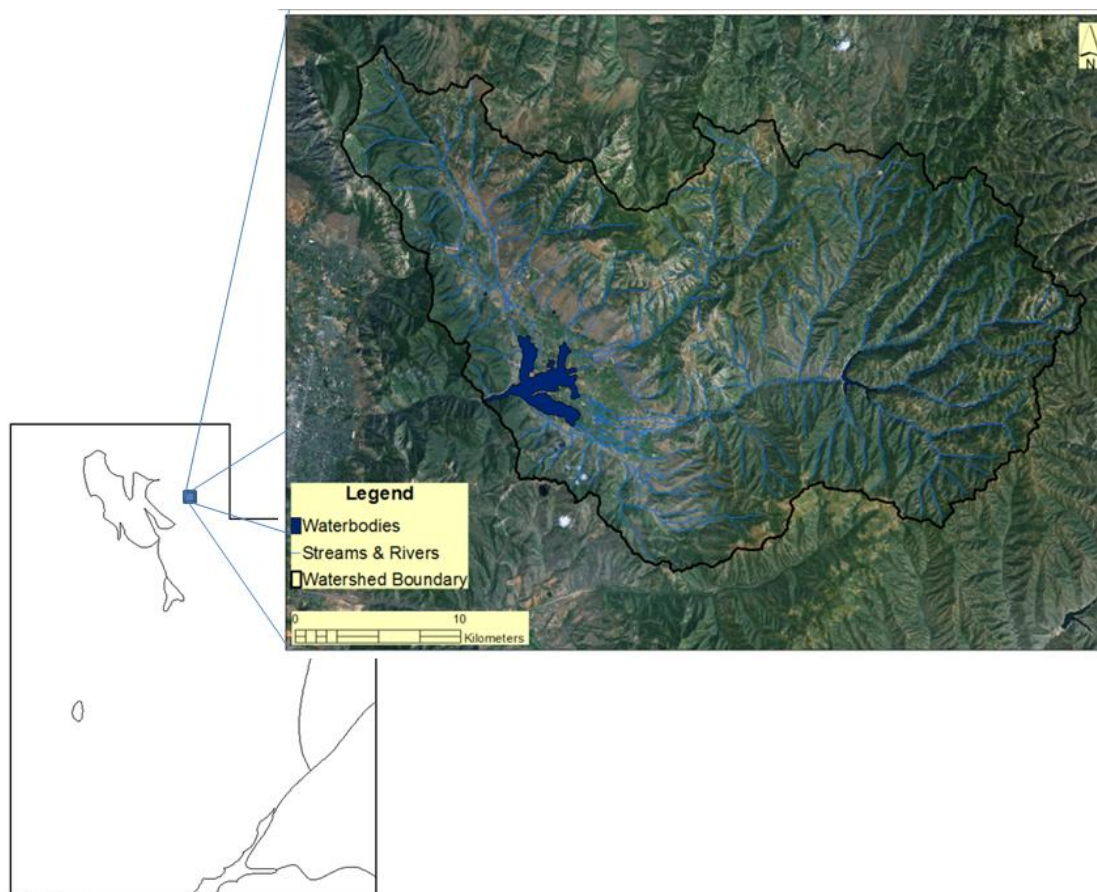 N
Legend
Waterbodies
Streams & Rivers
Watershed Boundary
0 10
Kilometers